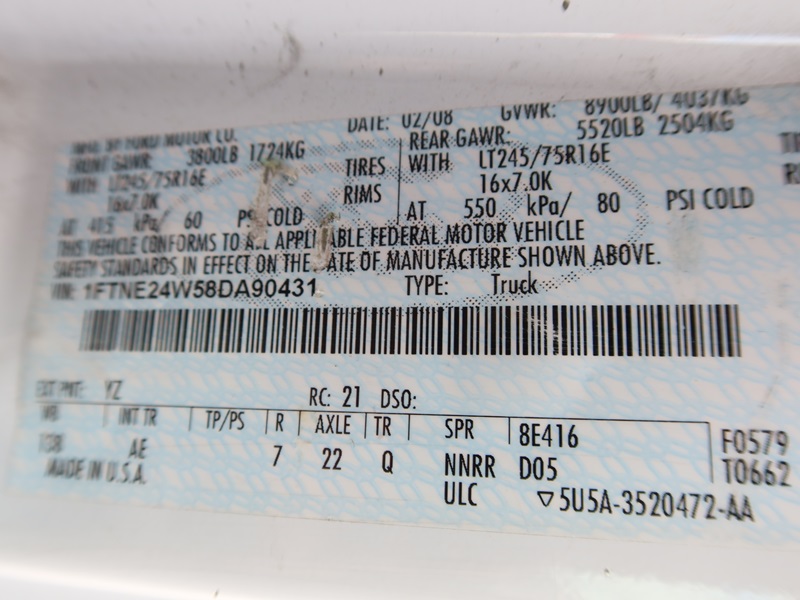 MFD. BY FORD MOTOR CO.
DATE: 02/08 GVWR: 8900LB/ 4037KG
FRONT GAWR: 3800LB 1724KG REAR GAWR: 5520LB 2504KG
WITH LT245/75R16E TIRES WITH LT245/75R16E
16x7.0K RIMS 16x7.0K
AT 415 kPa/ 60 PSI COLD AT 550 kPa/ 80 PSI COLD
THIS VEHICLE CONFORMS TO ALL APPLICABLE FEDERAL MOTOR VEHICLE
SAFETY STANDARDS IN EFFECT ON THE DATE OF MANUFACTURE SHOWN ABOVE.
VIN: 1FTNE24W58DA90431 TYPE: Truck
EXT PNT: YZ RC: 21 DSO:
WB INT TR TP/PS R AXLE TR SPR 8E416 F0579
138 AE 7 22 Q NNRR D05 T0662
MADE IN U.S.A. ULC ▽5U5A-3520472-AA